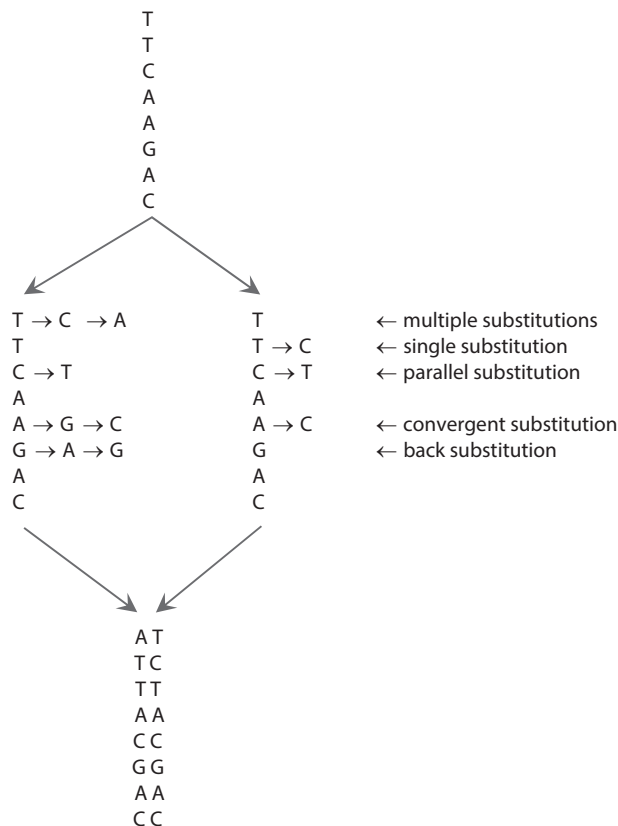 T
T
C
A
A
G
A
C
T → C → A T ← multiple substitutions
T T → C ← single substitution
C → T C → T ← parallel substitution
A A
A → G → C A → C ← convergent substitution
G → A → G G ← back substitution
A A
C C
A T
T C
T T
A A
C C
G G
A A
C C